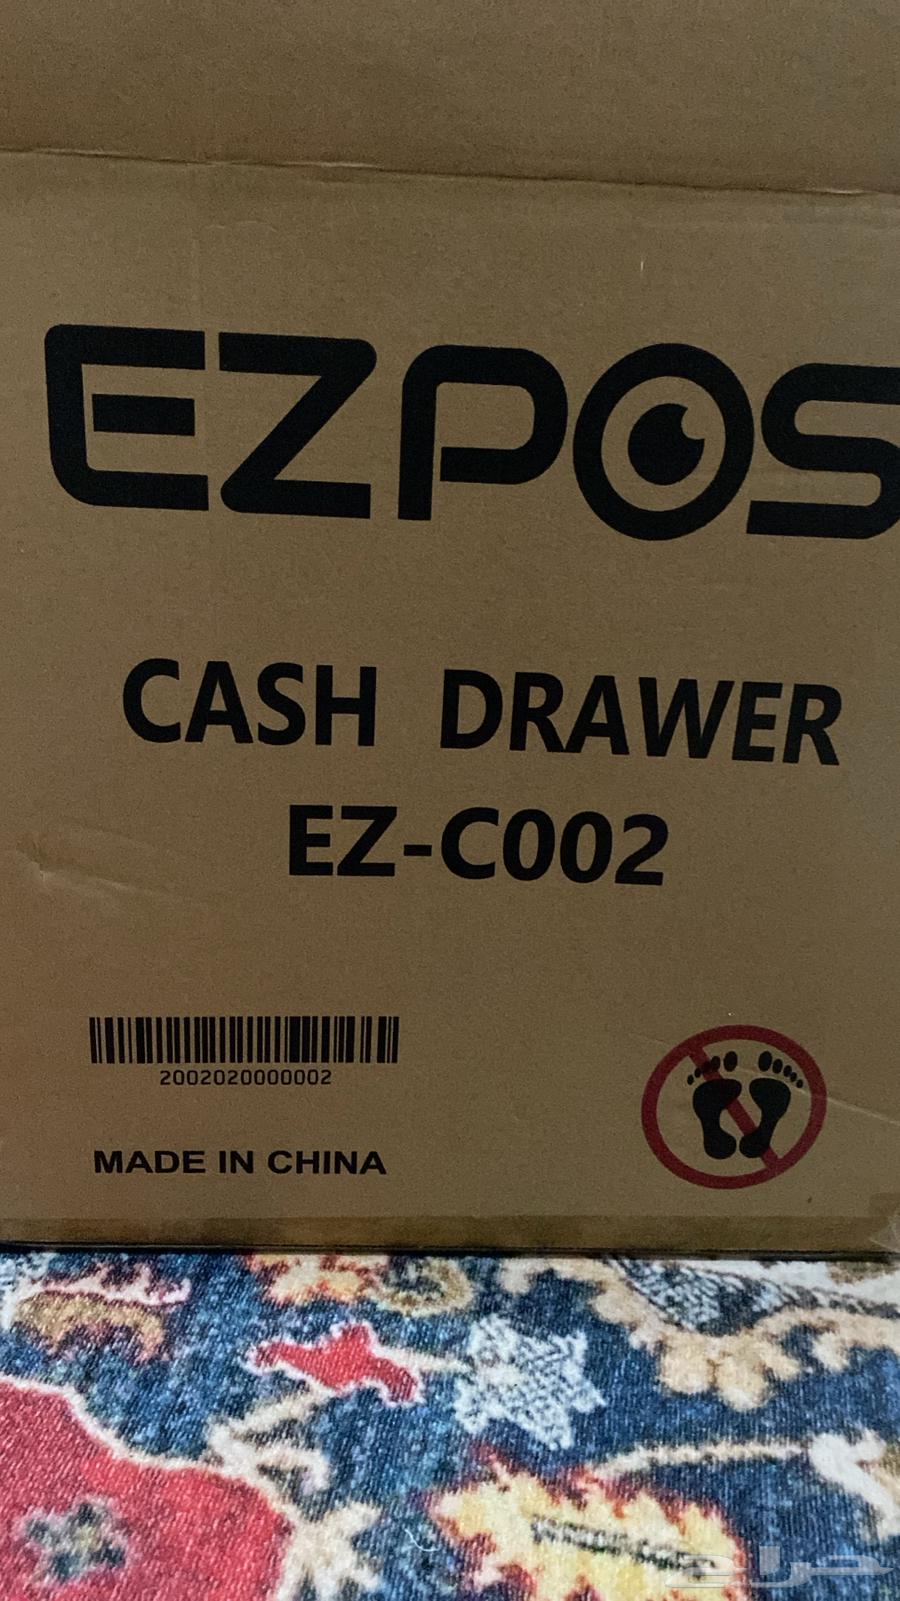 EZPOS
CASH DRAWER
EZ-C002
2002020000002
MADE IN CHINA
حراج